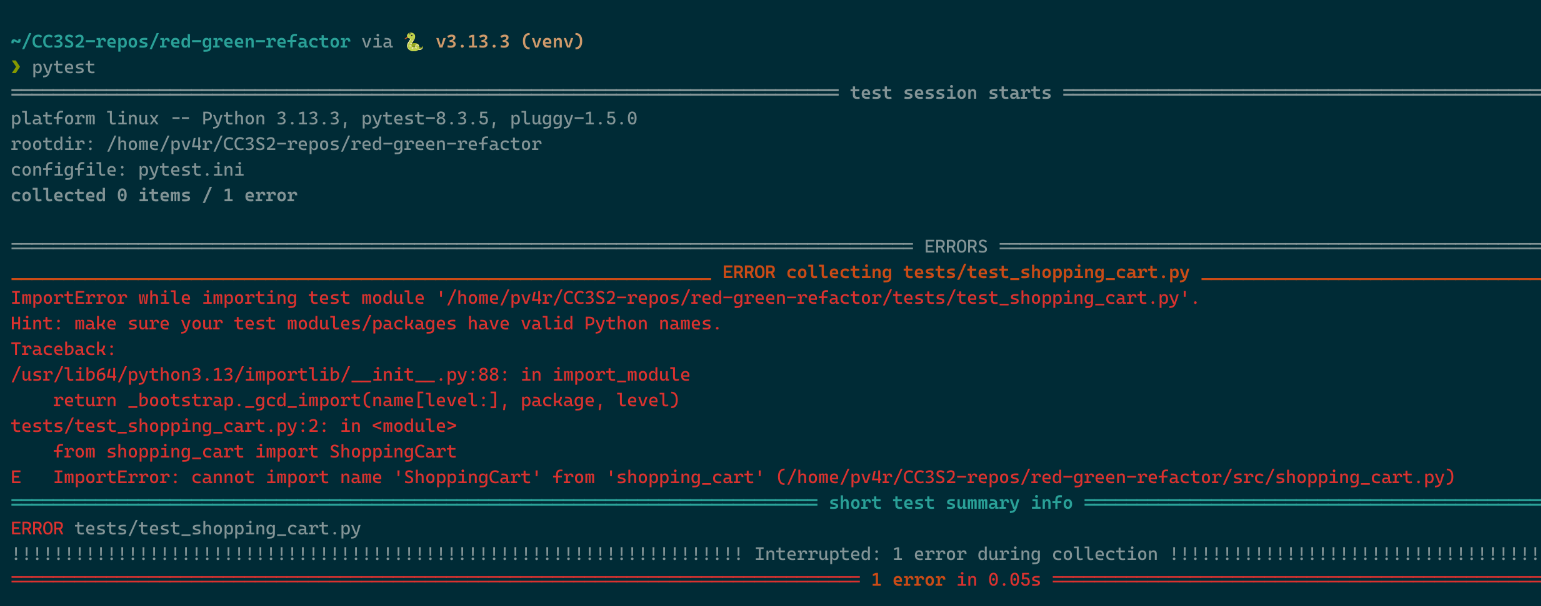 ~/CC3S2-repos/red-green-refactor via 🐍 v3.13.3 (venv)
❯ pytest
═══════════════ test session starts ═══════════════
platform linux -- Python 3.13.3, pytest-8.3.5, pluggy-1.5.0
rootdir: /home/pv4r/CC3S2-repos/red-green-refactor
configfile: pytest.ini
collected 0 items / 1 error
═══════════════ ERRORS ═══════════════
_______________ ERROR collecting tests/test_shopping_cart.py _______________
ImportError while importing test module '/home/pv4r/CC3S2-repos/red-green-refactor/tests/test_shopping_cart.py'.
Hint: make sure your test modules/packages have valid Python names.
Traceback:
/usr/lib64/python3.13/importlib/__init__.py:88: in import_module
    return _bootstrap._gcd_import(name[level:], package, level)
tests/test_shopping_cart.py:2: in <module>
    from shopping_cart import ShoppingCart
E   ImportError: cannot import name 'ShoppingCart' from 'shopping_cart' (/home/pv4r/CC3S2-repos/red-green-refactor/src/shopping_cart.py)
═══════════════ short test summary info ═══════════════
ERROR tests/test_shopping_cart.py
!!!!!!!!!!!!!!!!!!!!!!!!!!!!!!!!!!!!!!!!!!!!!!!!!!!!!!!!!!!!!!!!!!!!! Interrupted: 1 error during collection !!!!!!!!!!!!!!!!!!!!!!!!!!!!!!!!!!!
═══════════════ 1 error in 0.05s ═══════════════